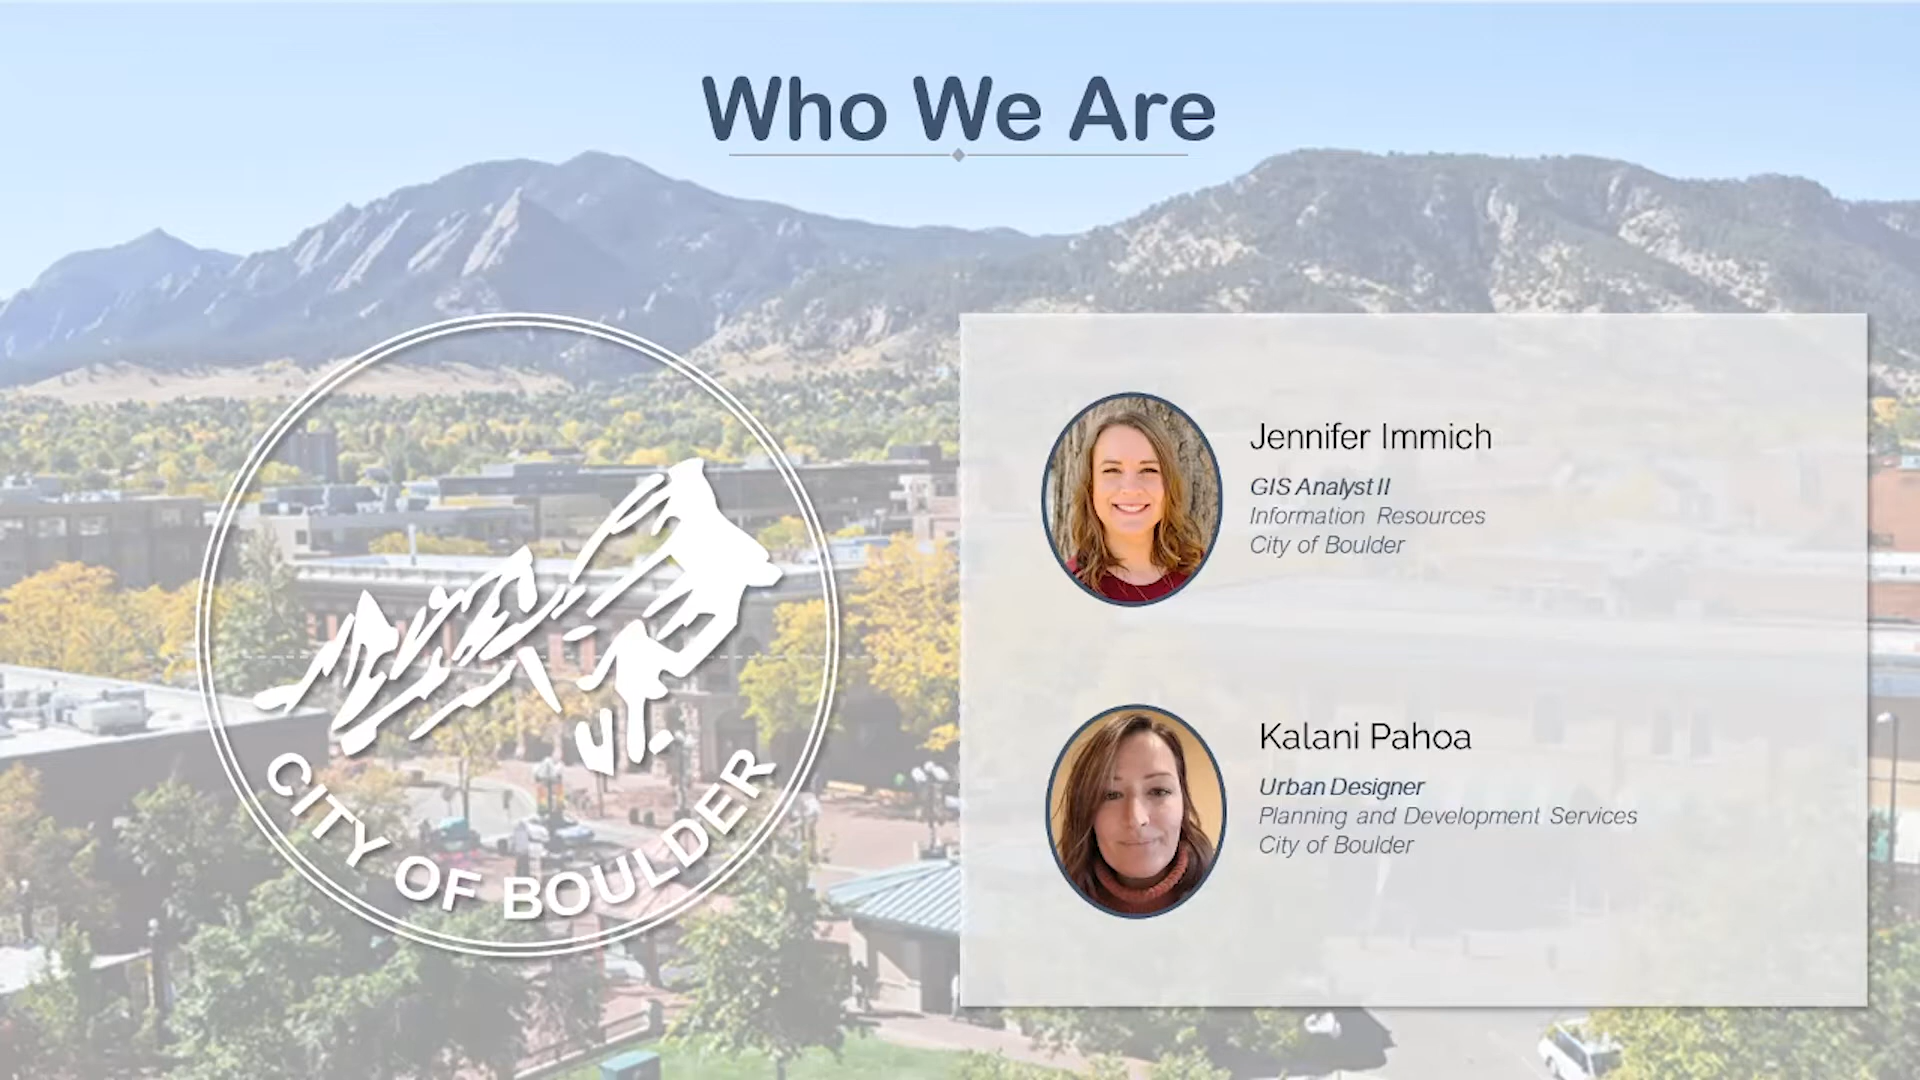 Who We Are
CITY OF BOULDER
Jennifer Immich
GIS Analyst II
Information Resources
City of Boulder
Kalani Pahoa
Urban Designer
Planning and Development Services
City of Boulder